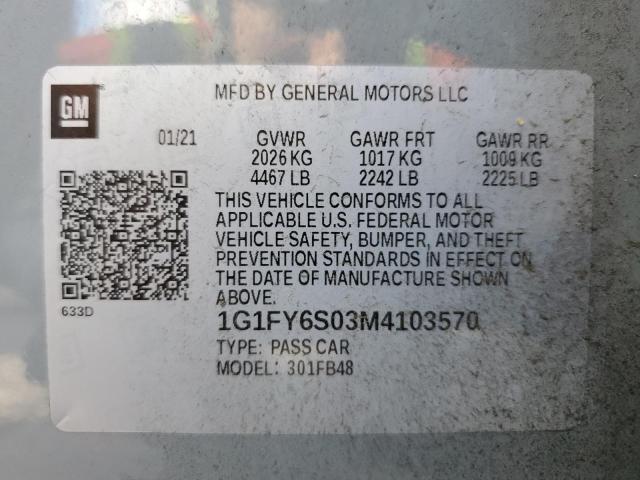 GM
MFD BY GENERAL MOTORS LLC
01/21 GVWR GAWR FRT GAWR RR
2026 KG 1017 KG 1009 KG
4467 LB 2242 LB 2225 LB
THIS VEHICLE CONFORMS TO ALL
APPLICABLE U.S. FEDERAL MOTOR
VEHICLE SAFETY, BUMPER, AND THEFT
PREVENTION STANDARDS IN EFFECT ON
THE DATE OF MANUFACTURE SHOWN
ABOVE.
633D
1G1FY6S03M4103570
TYPE: PASS CAR
MODEL: 301FB48